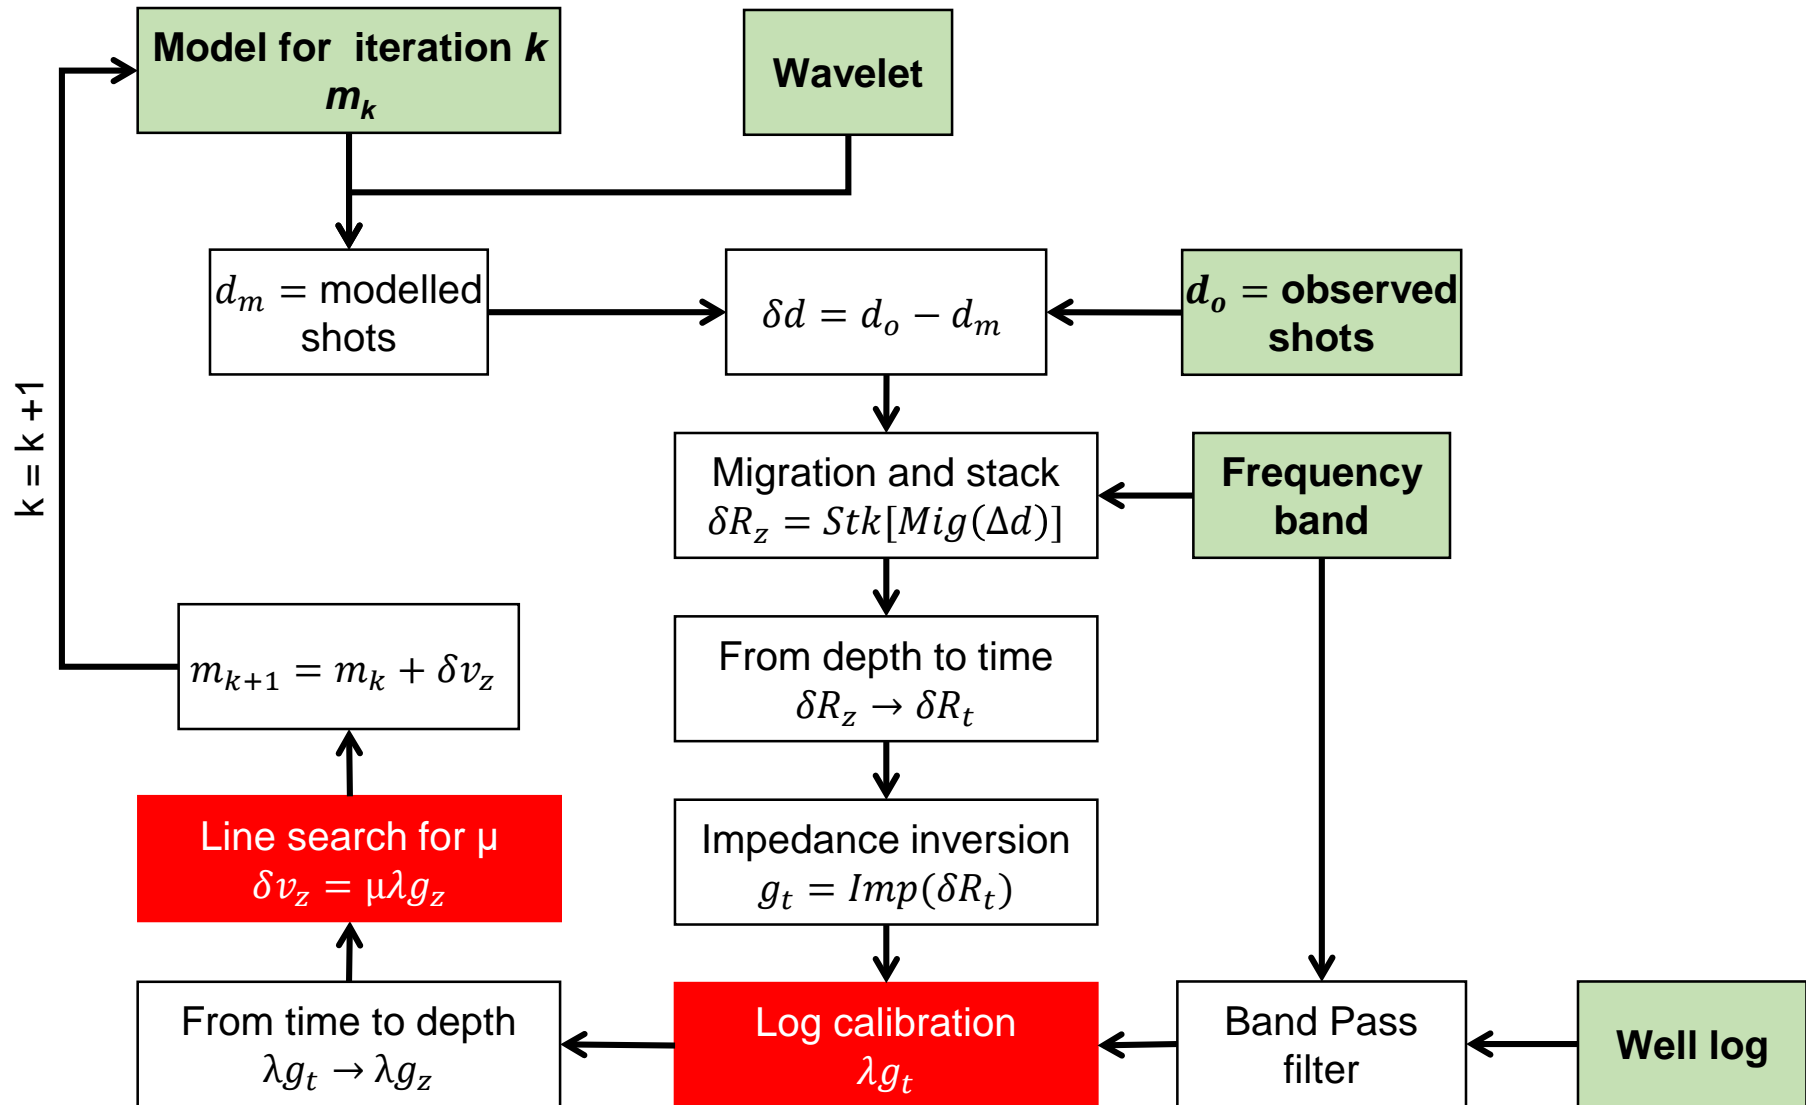 Model for iteration k
m_k
Wavelet
d_m = modelled
shots
δd = d_o − d_m
d_o = observed
shots
k = k +1
Migration and stack
δR_z = Stk[Mig(Δd)]
Frequency
band
m_{k+1} = m_k + δv_z
From depth to time
δR_z → δR_t
Line search for µ
δv_z = µλg_z
Impedance inversion
g_t = Imp(δR_t)
From time to depth
λg_t → λg_z
Log calibration
λg_t
Band Pass
filter
Well log